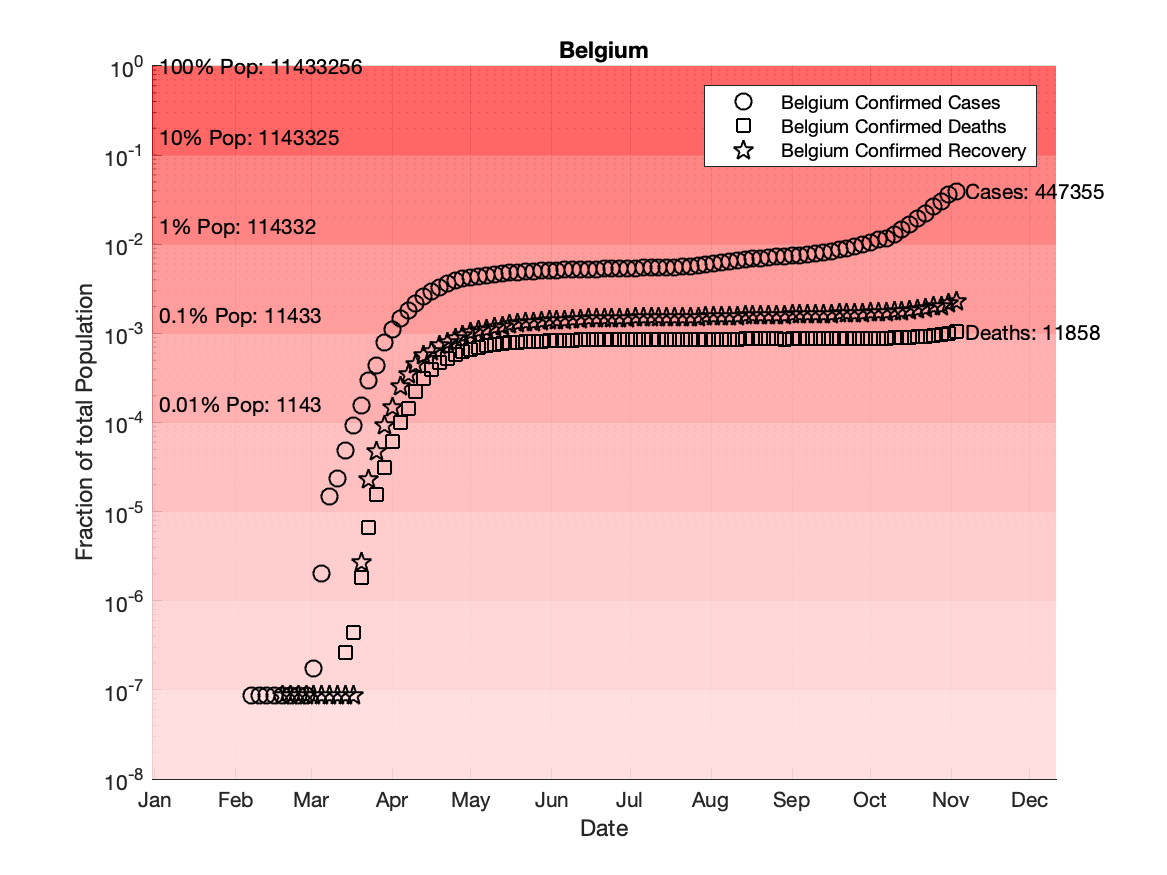 Belgium
10^0
100% Pop: 11433256
Belgium Confirmed Cases
Belgium Confirmed Deaths
Belgium Confirmed Recovery
10% Pop: 1143325
10^-1
Cases: 447355
1% Pop: 114332
10^-2
0.1% Pop: 11433
10^-3
Deaths: 11858
0.01% Pop: 1143
10^-4
10^-5
10^-6
10^-7
10^-8
Fraction of total Population
Jan Feb Mar Apr May Jun Jul Aug Sep Oct Nov Dec
Date